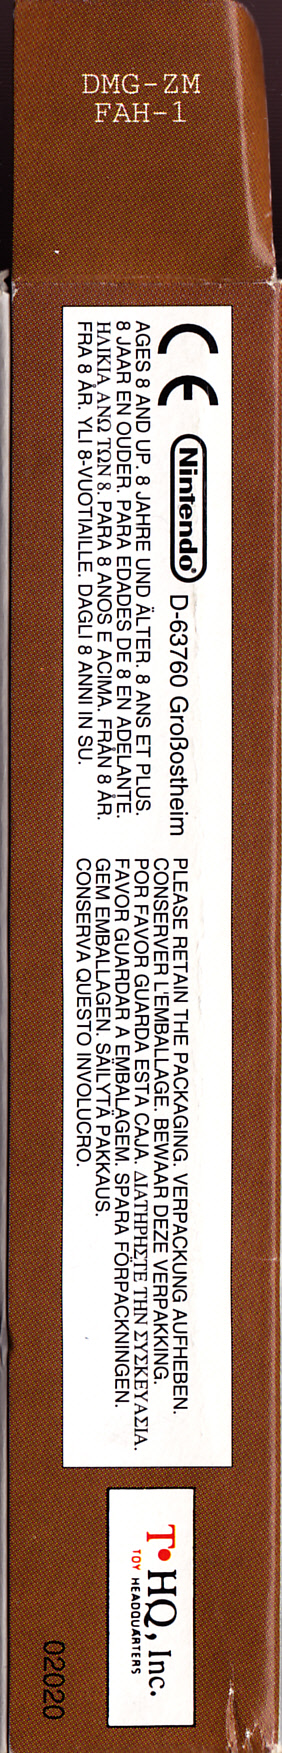 DMG-ZM
FAH-1
CE
Nintendo® D-63760 Großostheim
AGES 8 AND UP. 8 JAHRE UND ÄLTER. 8 ANS ET PLUS.
8 JAAR EN OUDER. PARA EDADES DE 8 EN ADELANTE.
ΗΛΙΚΙΑ ΑΝΩ ΤΩΝ 8. PARA 8 ANOS E ACIMA. FRÅN 8 ÅR.
FRA 8 ÅR. YLI 8-VUOTIAILLE. DAGLI 8 ANNI IN SU.
PLEASE RETAIN THE PACKAGING. VERPACKUNG AUFHEBEN.
CONSERVER L'EMBALLAGE. BEWAAR DEZE VERPAKKING.
POR FAVOR GUARDA ESTA CAJA. ΔΙΑΤΗΡΗΣΤΕ ΤΗΝ ΣΥΣΚΕΥΑΣΙΑ.
FAVOR GUARDAR A EMBALAGEM. SPARA FÖRPACKNINGEN.
GEM EMBALLAGEN. SÄILYTÄ PAKKAUS.
CONSERVA QUESTO INVOLUCRO.
T•HQ, Inc.
TOY HEADQUARTERS
02020